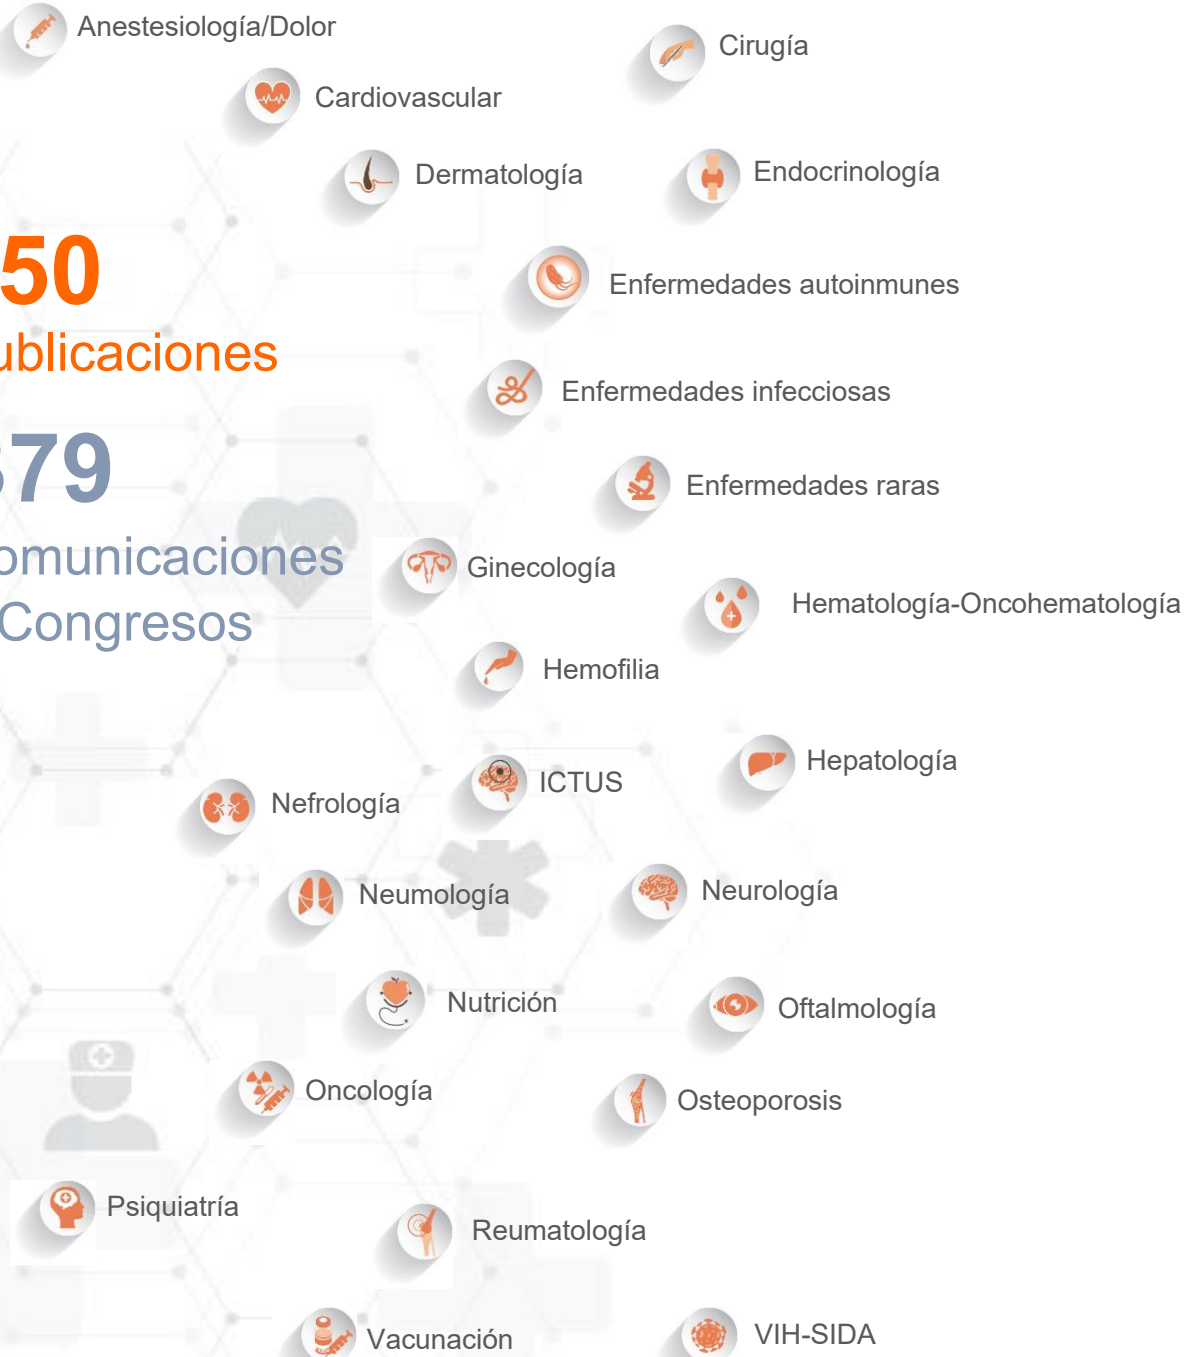 Anestesiología/Dolor
Cirugía
Cardiovascular
Dermatología
Endocrinología
50
Enfermedades autoinmunes
ublicaciones
Enfermedades infecciosas
379
Enfermedades raras
omunicaciones
Ginecología
Hematología-Oncohematología
Congresos
Hemofilia
Hepatología
ICTUS
Nefrología
Neumología
Neurología
Nutrición
Oftalmología
Oncología
Osteoporosis
Psiquiatría
Reumatología
Vacunación
VIH-SIDA